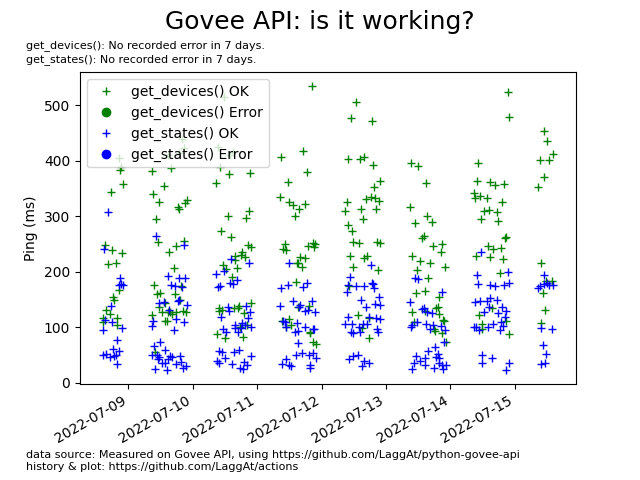 Govee API: is it working?
get_devices(): No recorded error in 7 days.
get_states(): No recorded error in 7 days.
get_devices() OK
get_devices() Error
get_states() OK
get_states() Error
Ping (ms)
500
400
300
200
100
0
2022-07-09
2022-07-10
2022-07-11
2022-07-12
2022-07-13
2022-07-14
2022-07-15
data source: Measured on Govee API, using https://github.com/LaggAt/python-govee-api
history & plot: https://github.com/LaggAt/actions